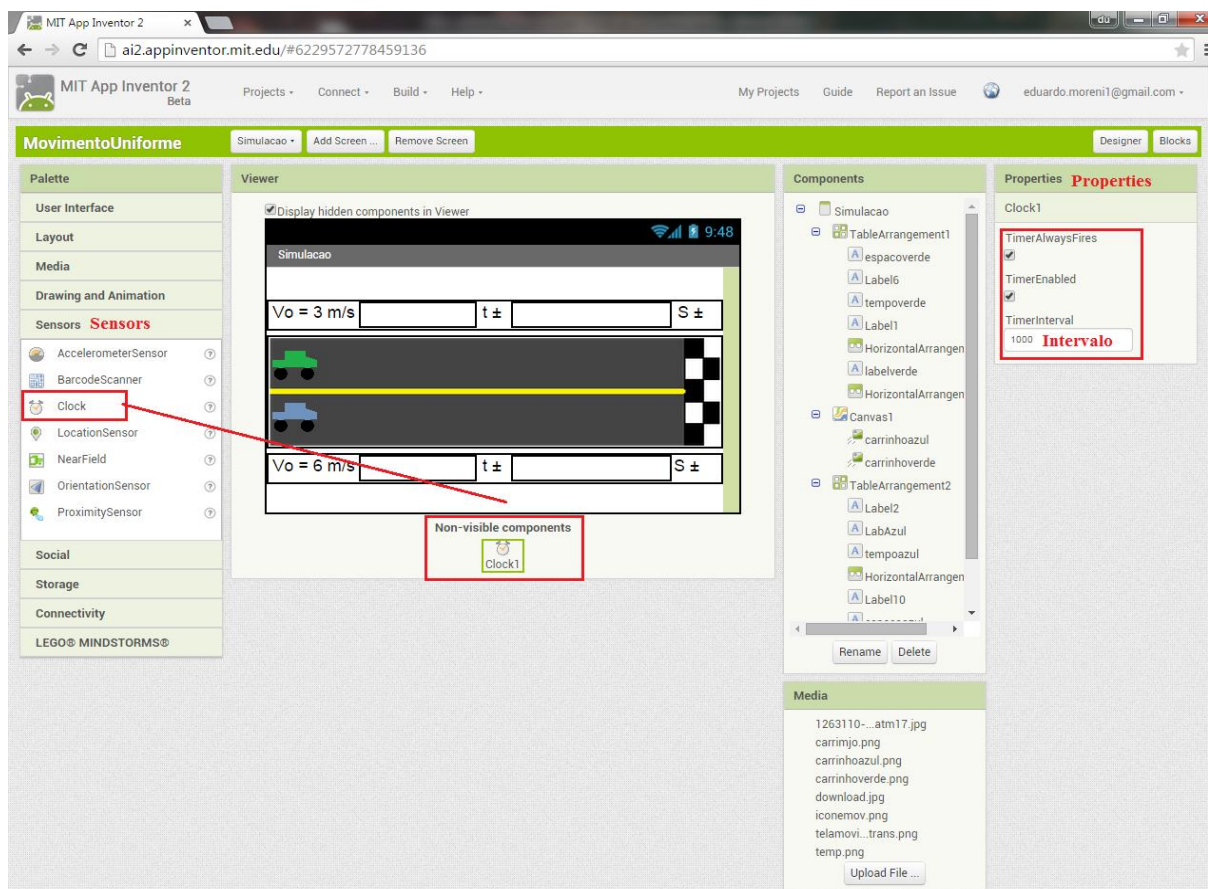 MIT App Inventor 2
du
ai2.appinventor.mit.edu/#6229572778459136
MIT App Inventor 2
Beta
Projects
Connect
Build
Help
My Projects
Guide
Report an Issue
eduardo.moreni1@gmail.com
MovimentoUniforme
Simulacao
Add Screen ...
Remove Screen
Designer
Blocks
Palette
User Interface
Layout
Media
Drawing and Animation
Sensors Sensors
AccelerometerSensor
BarcodeScanner
Clock
LocationSensor
NearField
OrientationSensor
ProximitySensor
Social
Storage
Connectivity
LEGO® MINDSTORMS®
Viewer
Display hidden components in Viewer
9:48
Simulacao
Vo = 3 m/s t ± S ±
Vo = 6 m/s t ± S ±
Non-visible components
Clock1
Components
Simulacao
TableArrangement1
espacoverde
Label6
tempoverde
Label1
HorizontalArrangen
labelverde
HorizontalArrangen
Canvas1
carrinhoazul
carrinhoverde
TableArrangement2
Label2
LabAzul
tempoazul
HorizontalArrangen
Label10
Rename
Delete
Media
1263110-...atm17.jpg
carrimjo.png
carrinhoazul.png
carrinhoverde.png
download.jpg
iconemov.png
telamovi...trans.png
temp.png
Upload File ...
Properties Properties
Clock1
TimerAlwaysFires
TimerEnabled
TimerInterval
1000 Intervalo